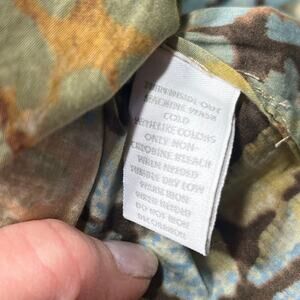 TURN INSIDE OUT
MACHINE WASH
COLD
WITH LIKE COLORS
ONLY NON-
CHLORINE BLEACH
WHEN NEEDED
TUMBLE DRY LOW
WARM IRON
WHEN NEEDED
DO NOT IRON
DECORATION